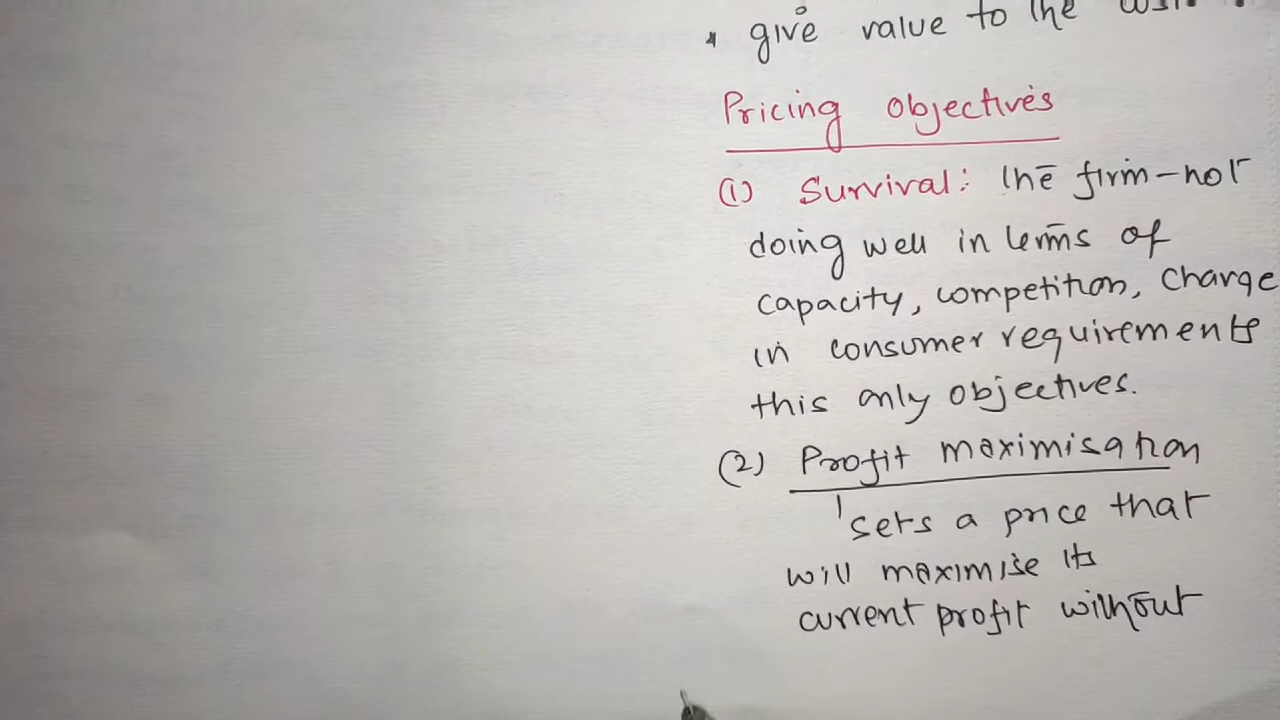 * give value to the
Pricing Objectives
(1) Survival: The firm-not
doing well in terms of
capacity, competition, Change
in consumer requirements
this only objectives.
(2) Profit maximisation
sets a price that
will maximise its
current profit without